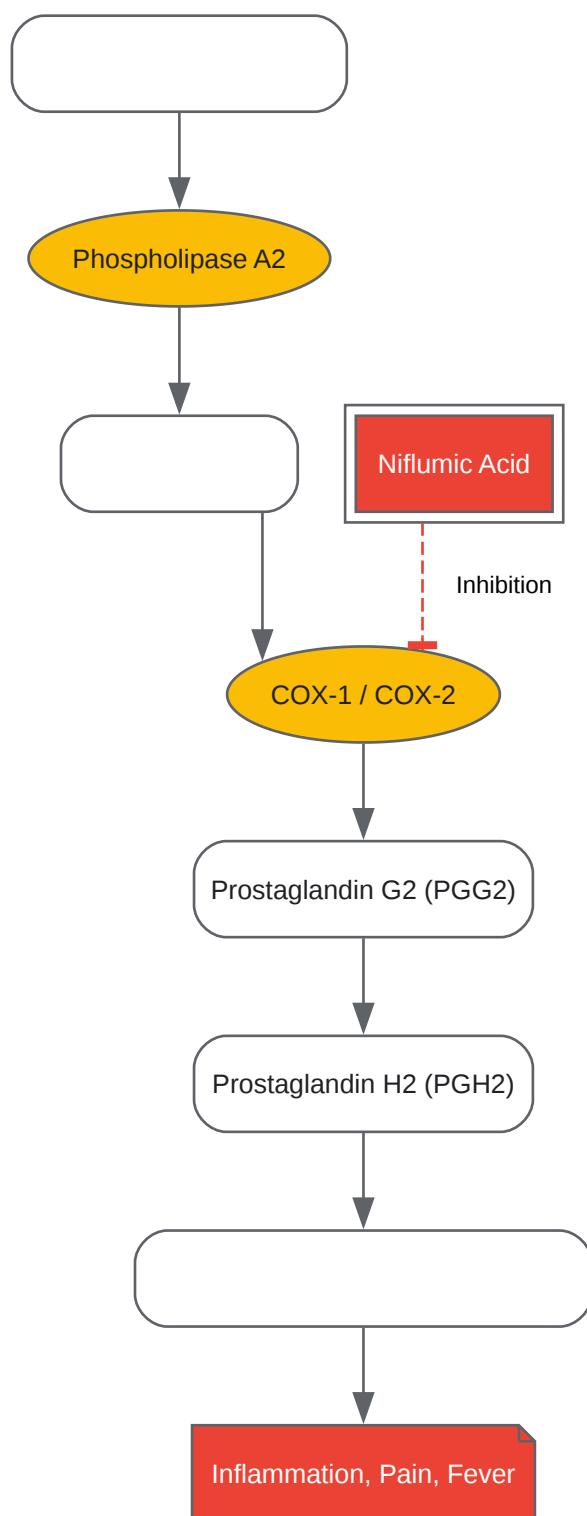 Phospholipase A2
Niflumic Acid
Inhibition
COX-1 / COX-2
Prostaglandin G2 (PGG2)
Prostaglandin H2 (PGH2)
Inflammation, Pain, Fever